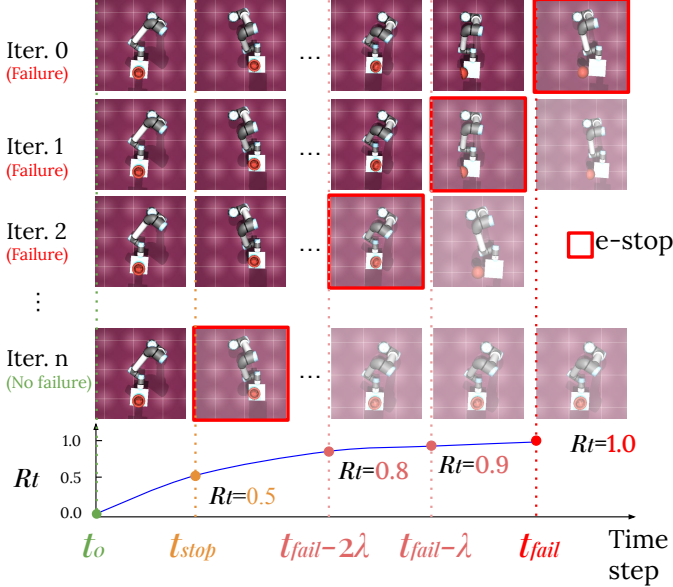 Iter. 0
(Failure)
...
Iter. 1
(Failure)
...
Iter. 2
(Failure)
...
e-stop
⋮
Iter. n
(No failure)
...
1.0
0.5
0.0
Rt
Rt=0.5
Rt=0.8
Rt=0.9
Rt=1.0
to
tstop
tfail−2λ
tfail−λ
tfail
Time
step